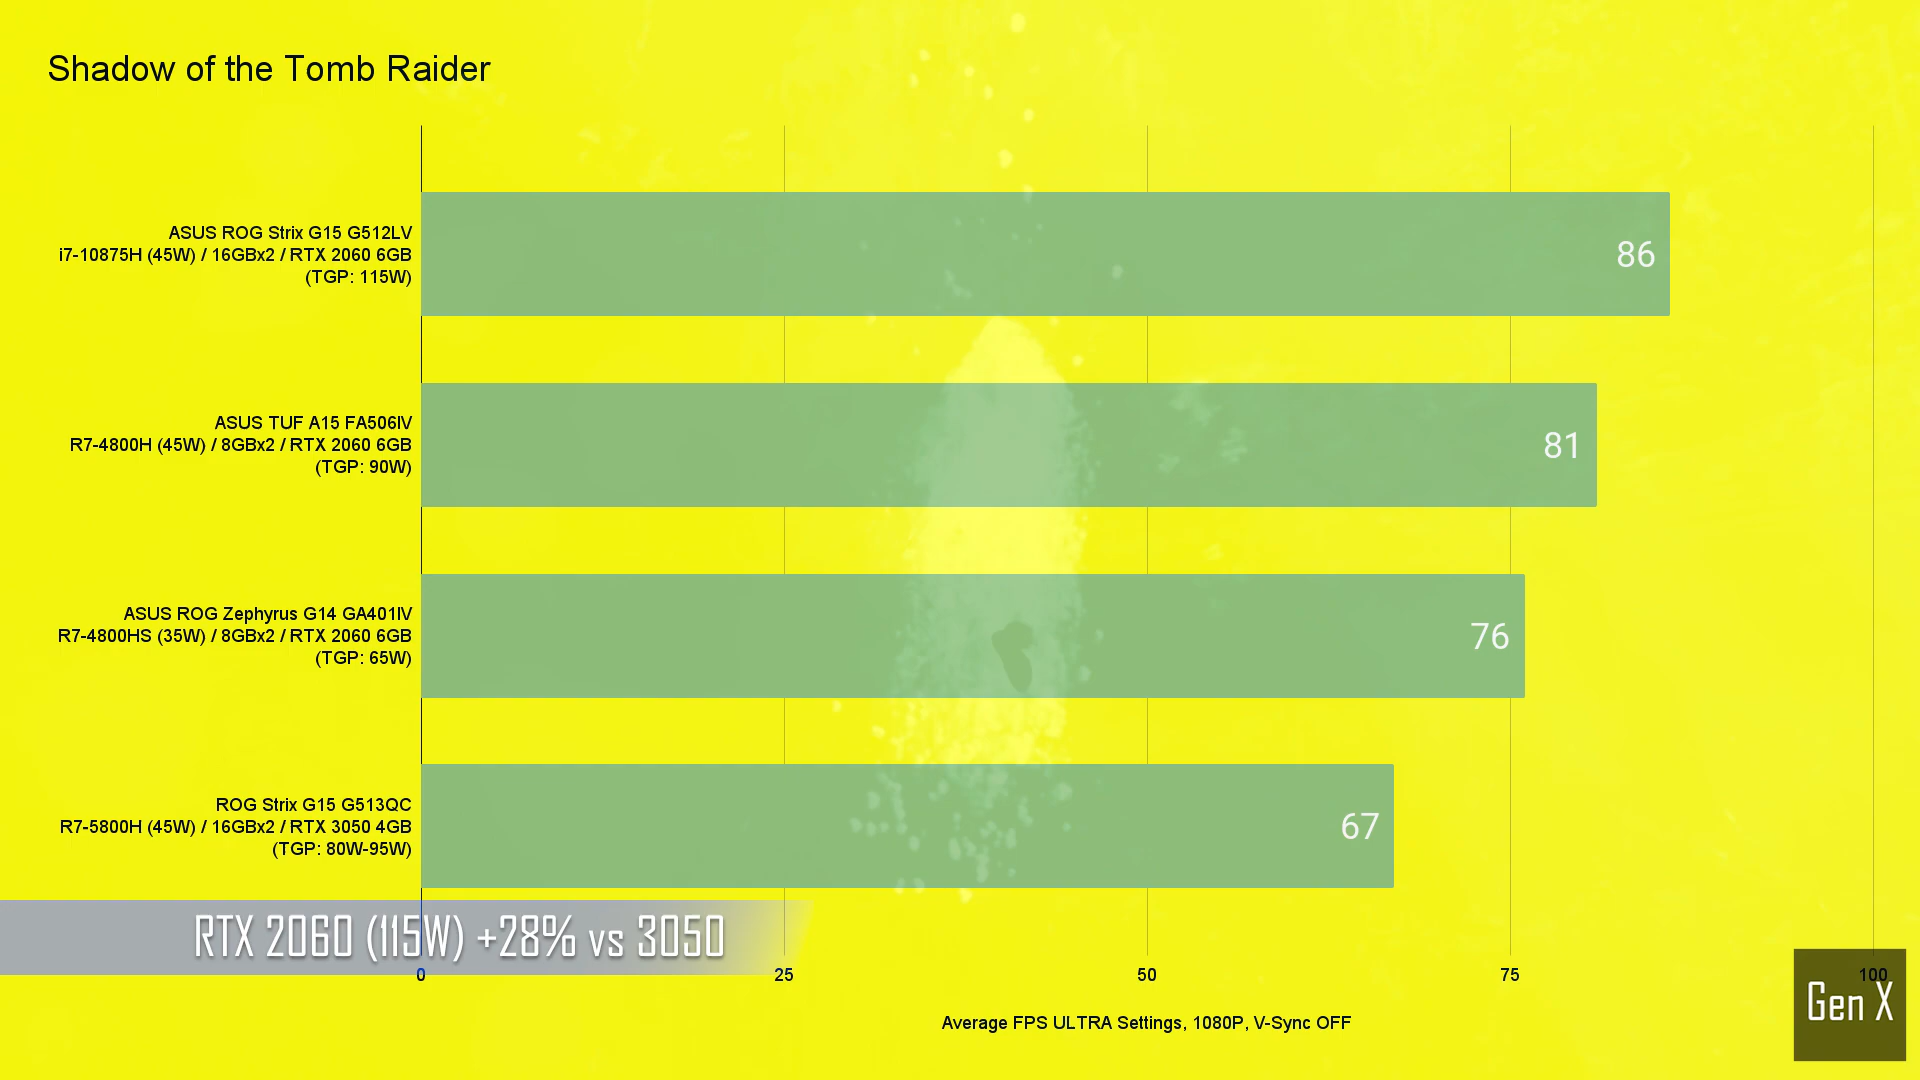 Shadow of the Tomb Raider
ASUS ROG Strix G15 G512LV
i7-10875H (45W) / 16GBx2 / RTX 2060 6GB
(TGP: 115W)
86
ASUS TUF A15 FA506IV
R7-4800H (45W) / 8GBx2 / RTX 2060 6GB
(TGP: 90W)
81
ASUS ROG Zephyrus G14 GA401IV
R7-4800HS (35W) / 8GBx2 / RTX 2060 6GB
(TGP: 65W)
76
ROG Strix G15 G513QC
R7-5800H (45W) / 16GBx2 / RTX 3050 4GB
(TGP: 80W-95W)
67
RTX 2060 (115W) +28% vs 3050
0 25 50 75 100
Gen X
Average FPS ULTRA Settings, 1080P, V-Sync OFF